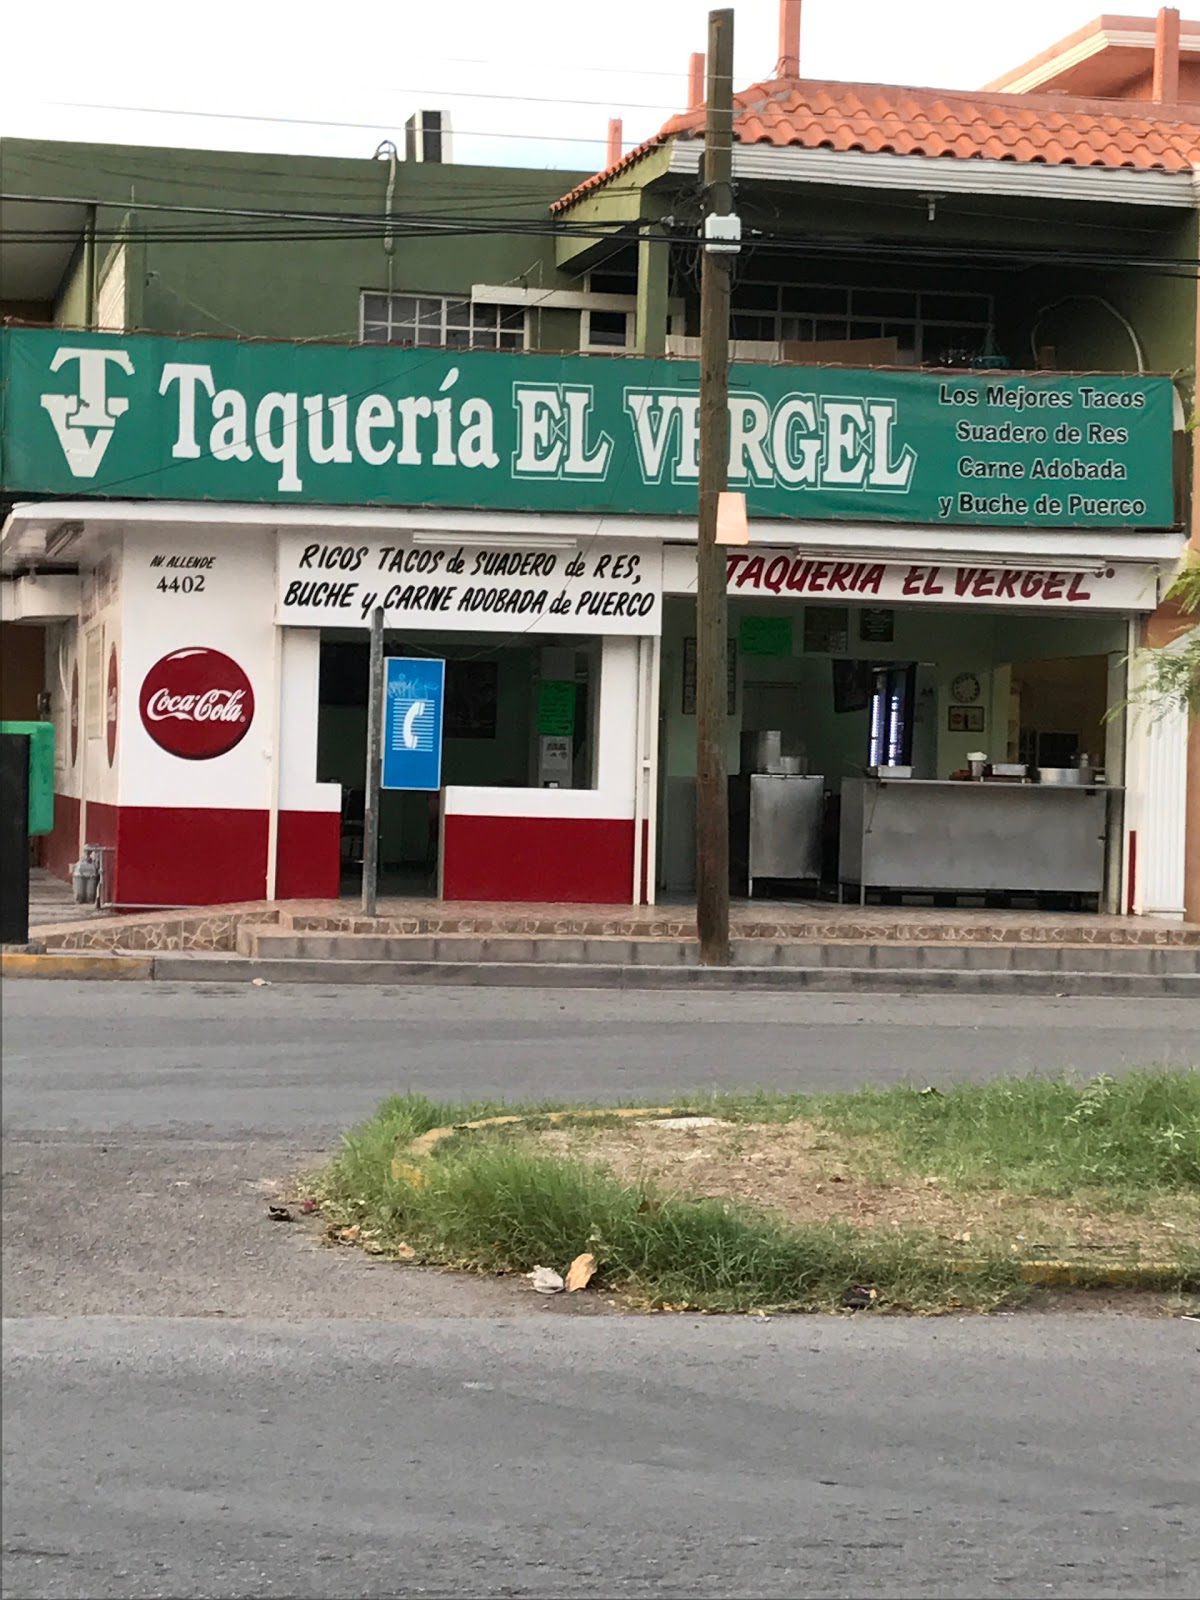 TV
Taquería EL VERGEL
Los Mejores Tacos
Suadero de Res
Carne Adobada
y Buche de Puerco
AV. ALLENDE
4402
RICOS TACOS de SUADERO de RES,
BUCHE y CARNE ADOBADA de PUERCO
"TAQUERIA EL VERGEL"
Coca-Cola